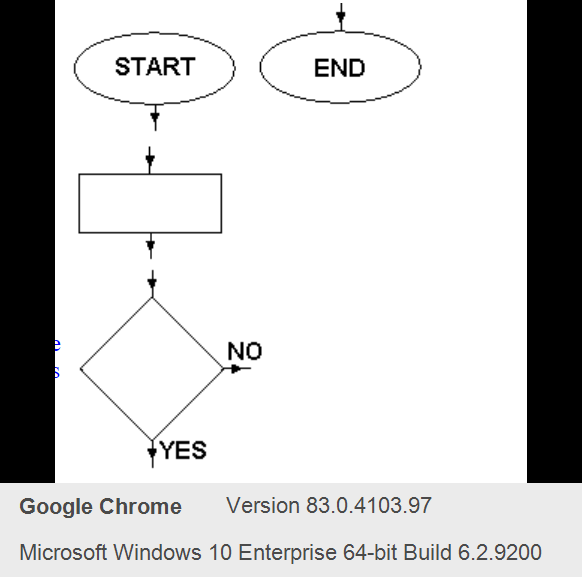 START
END
e
NO
s
YES
Google Chrome Version 83.0.4103.97
Microsoft Windows 10 Enterprise 64-bit Build 6.2.9200